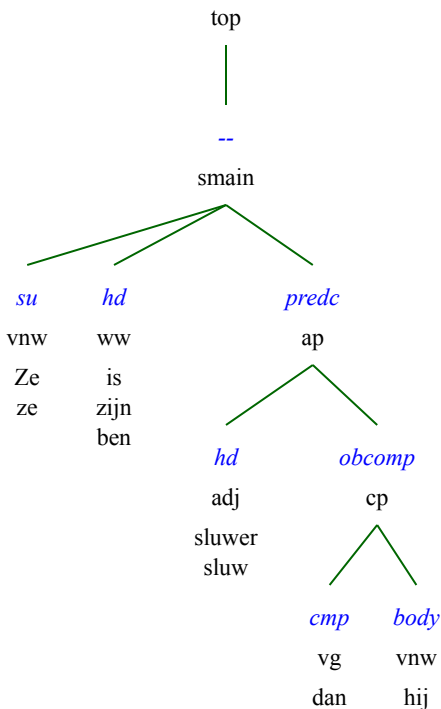 top
--
smain
su hd predc
vnw ww ap
Ze is
ze zijn
ben
hd obcomp
adj cp
sluwer
sluw
cmp body
vg vnw
dan hij